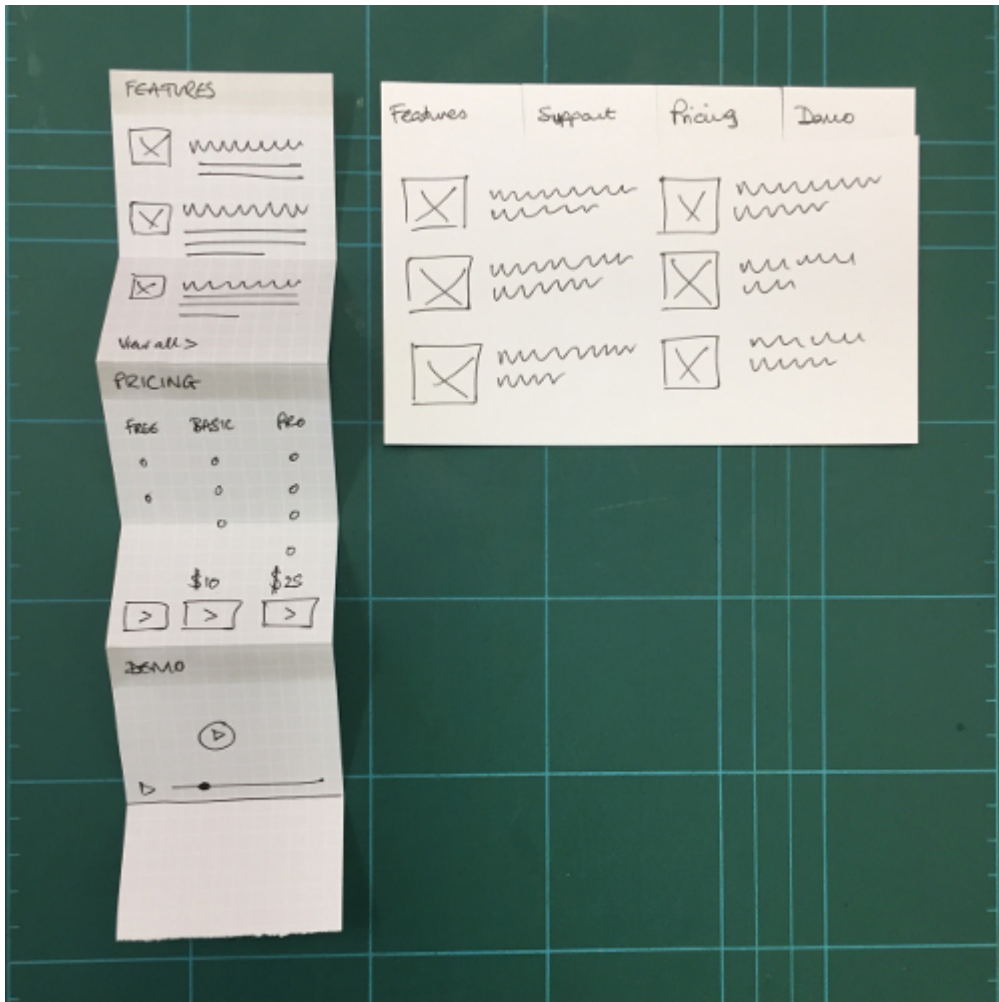 FEATURES
View all >
PRICING
FREE BASIC PRO
$10 $25
> > >
DEMO
Features Support Pricing Demo